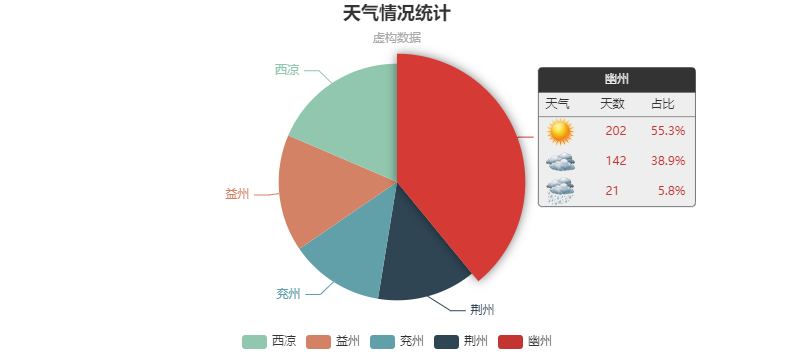 天气情况统计
虚构数据
西凉
益州
兖州
荆州
幽州
天气 天数 占比
202 55.3%
142 38.9%
21 5.8%
西凉 益州 兖州 荆州 幽州